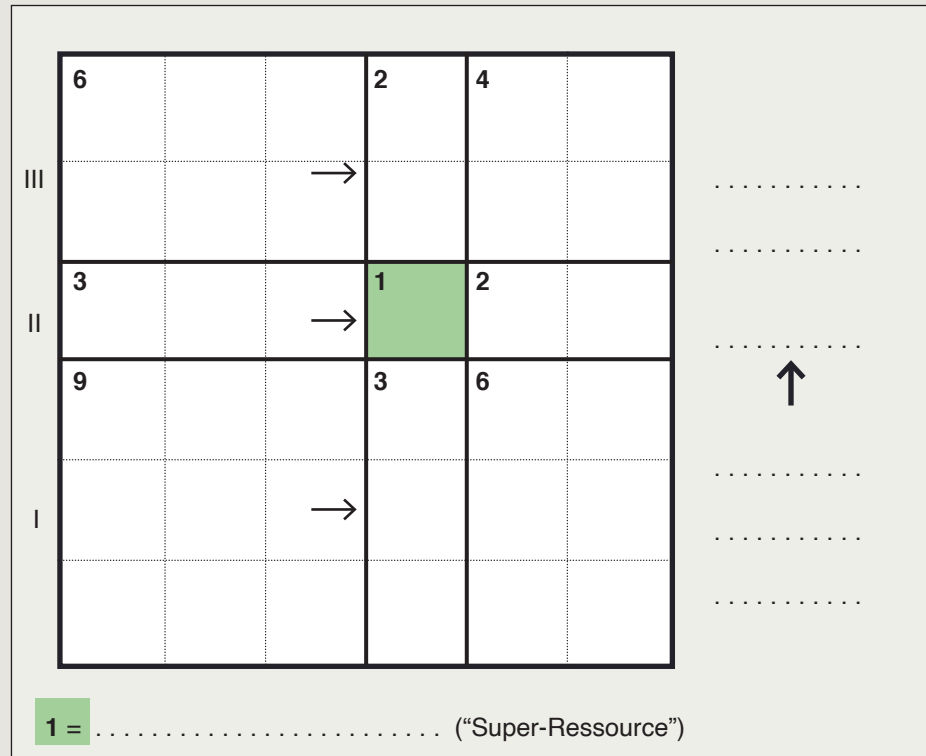 6 2 4
III → . . . . . . . . . . .
. . . . . . . . . . .
3 1 2
II → . . . . . . . . . . .
↑
9 3 6
. . . . . . . . . . .
I → . . . . . . . . . . .
. . . . . . . . . . .
1 = . . . . . . . . . . . . . . . . . . . . . . . . . (“Super-Ressource”)